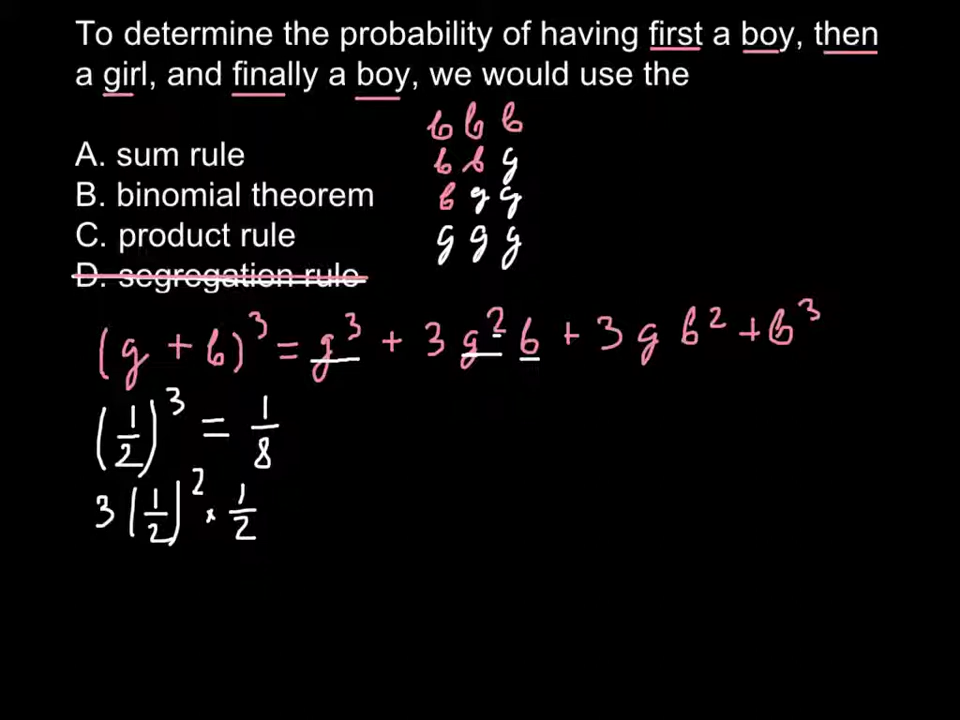 To determine the probability of having first a boy, then
a girl, and finally a boy, we would use the
b b b
A. sum rule
b b g
B. binomial theorem
b g g
C. product rule
g g g
D. segregation rule
(g + b)³ = g³ + 3 g² b + 3 g b² + b³
(1/2)³ = 1/8
3 (1/2)² × 1/2